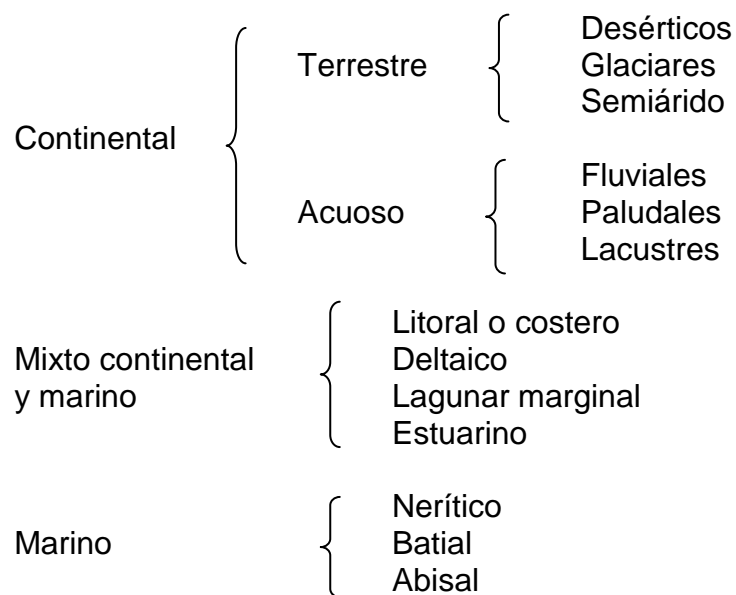 Continental
Terrestre
Desérticos
Glaciares
Semiárido
Acuoso
Fluviales
Paludales
Lacustres
Mixto continental
y marino
Litoral o costero
Deltaico
Lagunar marginal
Estuarino
Marino
Nerítico
Batial
Abisal